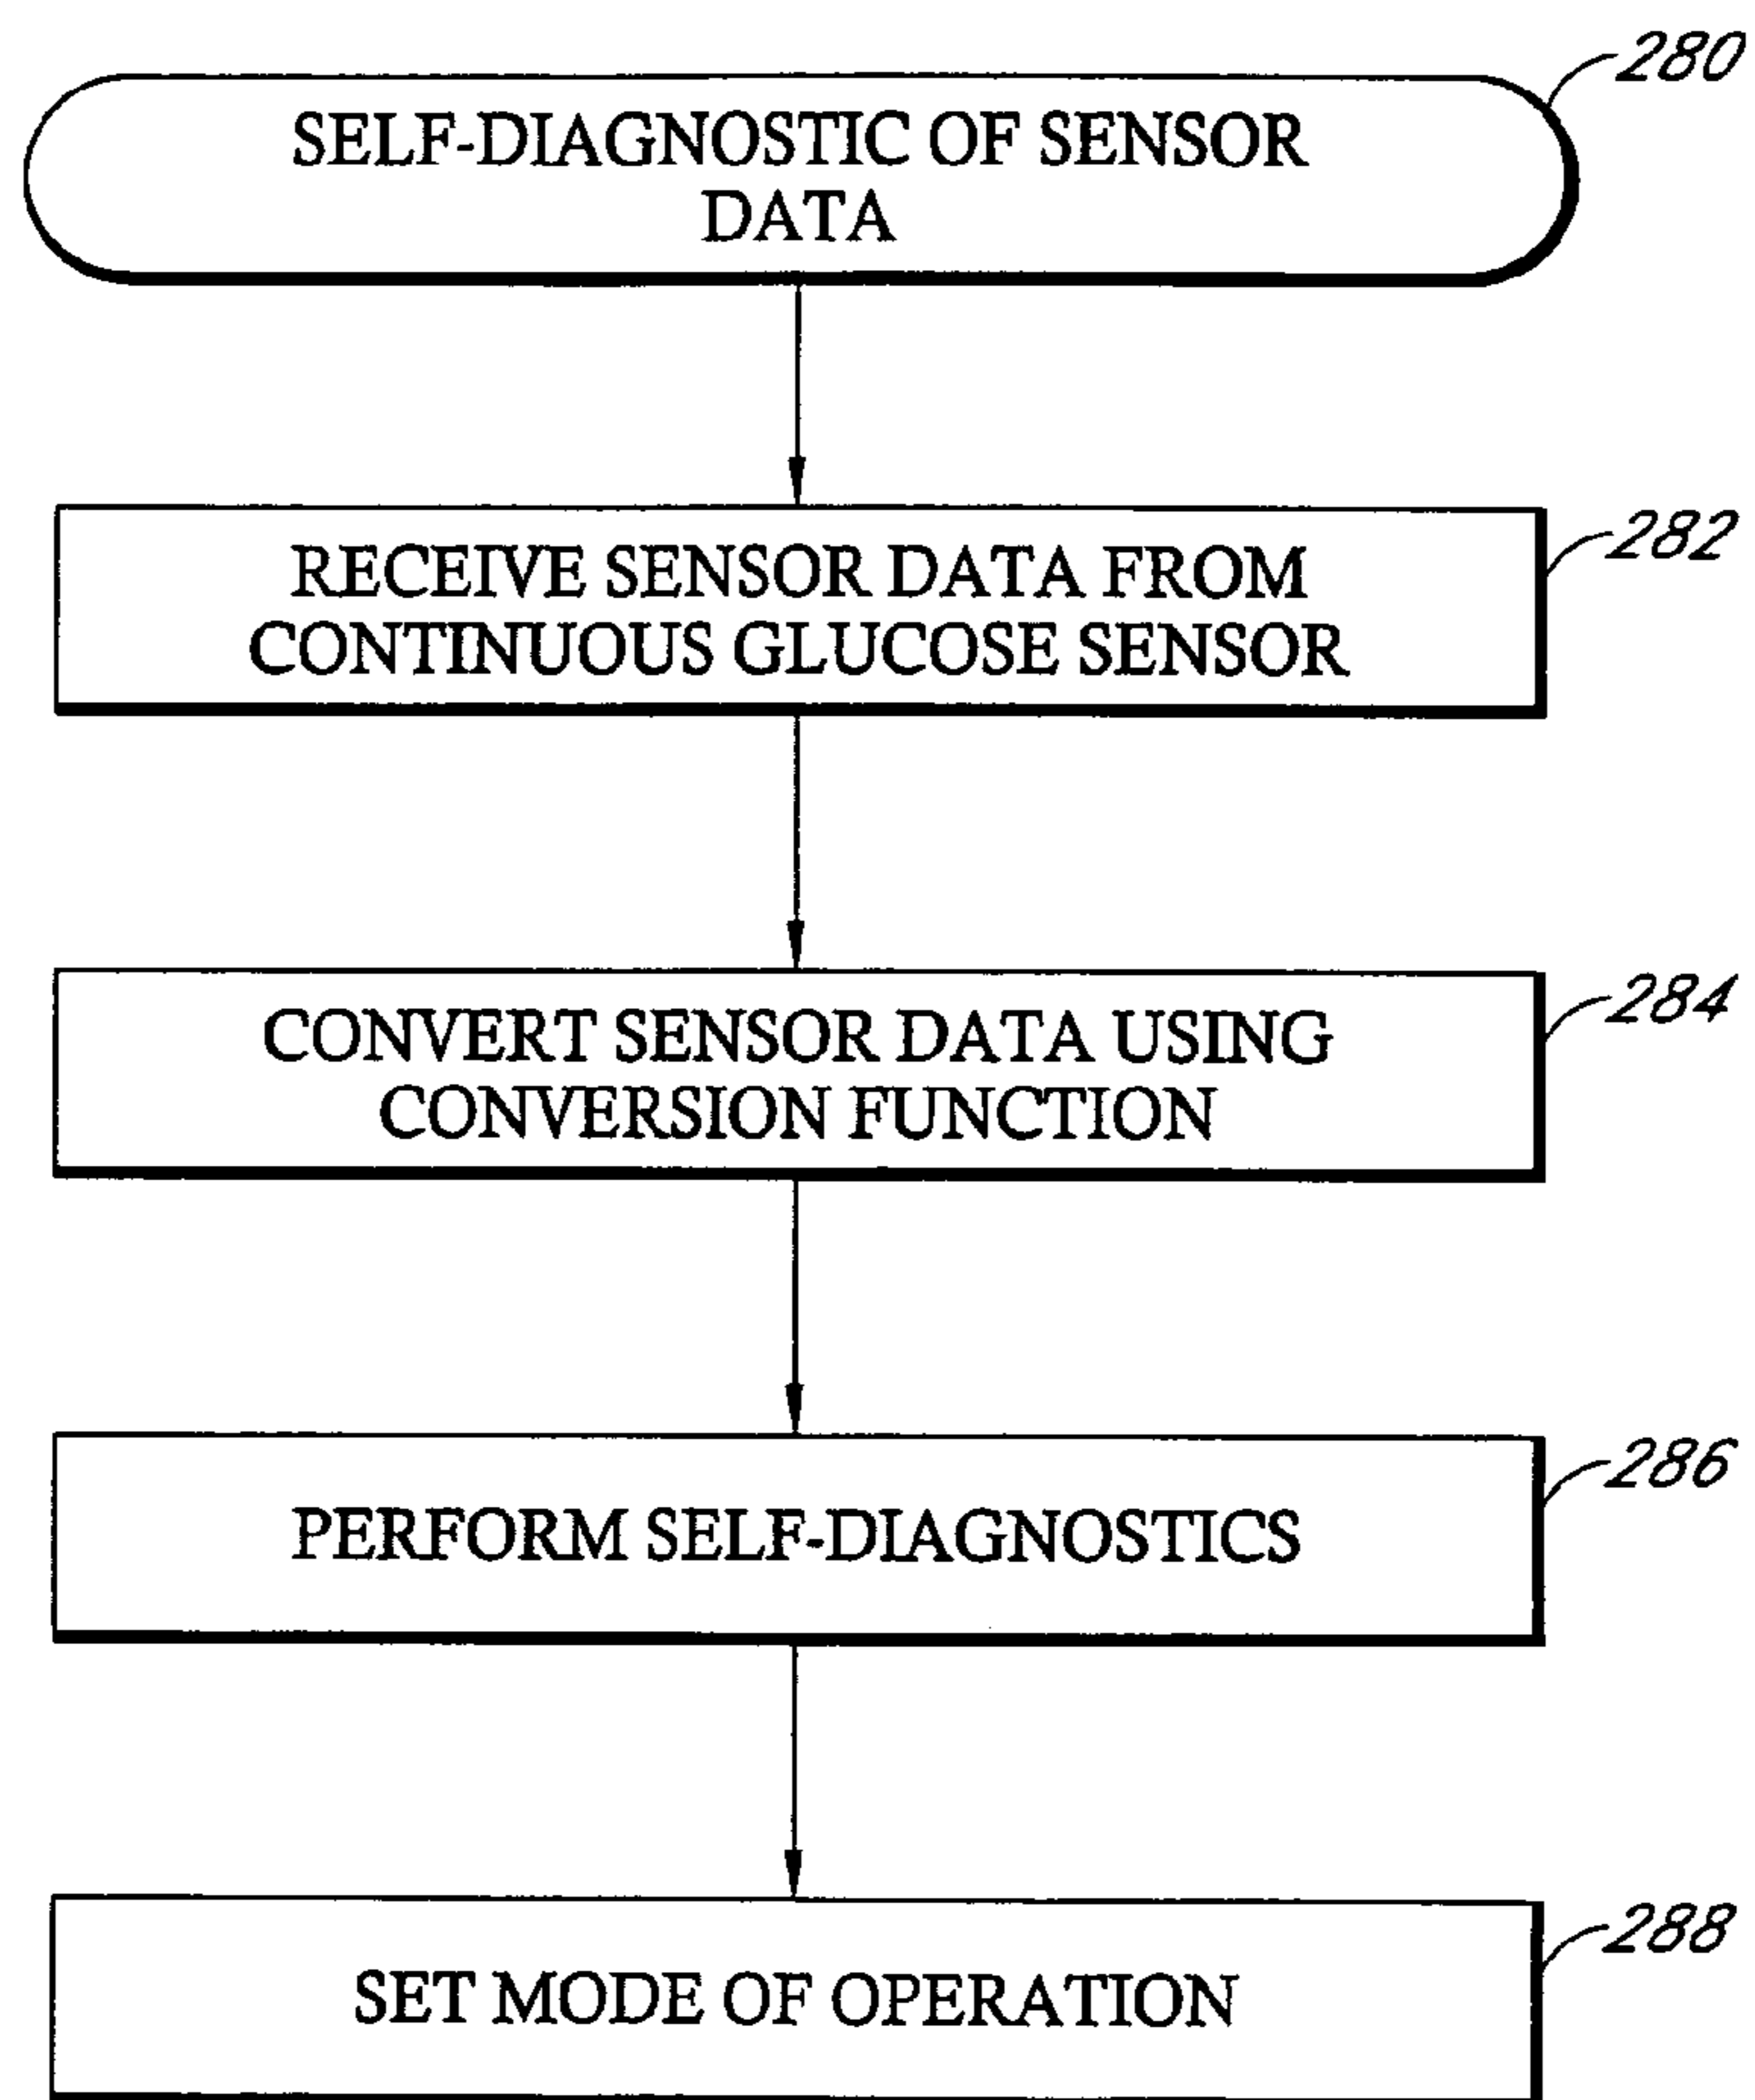 280
SELF-DIAGNOSTIC OF SENSOR
DATA
282
RECEIVE SENSOR DATA FROM
CONTINUOUS GLUCOSE SENSOR
284
CONVERT SENSOR DATA USING
CONVERSION FUNCTION
286
PERFORM SELF-DIAGNOSTICS
288
SET MODE OF OPERATION